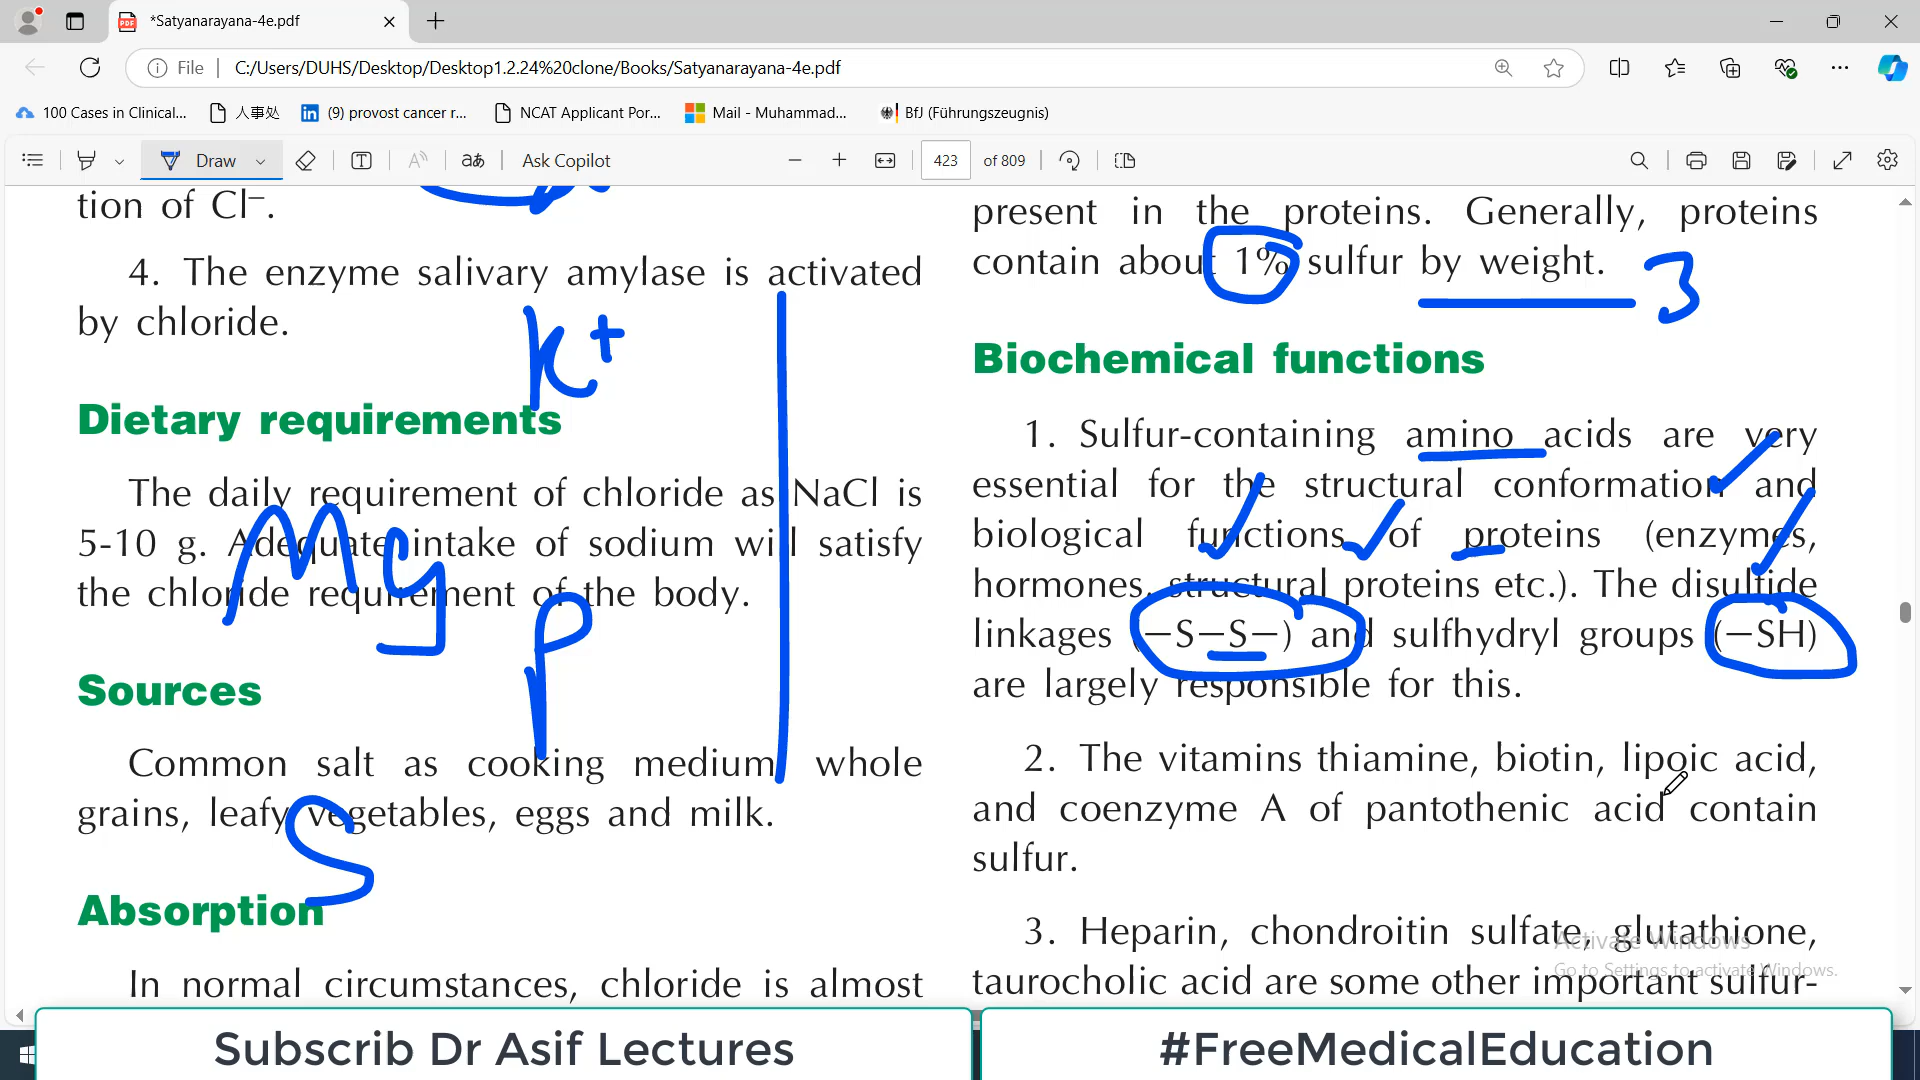 *Satyanarayana-4e.pdf
File
C:/Users/DUHS/Desktop/Desktop1.2.24%20clone/Books/Satyanarayana-4e.pdf
100 Cases in Clinical...
人事处
(9) provost cancer r...
NCAT Applicant Por...
Mail - Muhammad...
BfJ (Führungszeugnis)
Draw
Ask Copilot
423 of 809
tion of Cl⁻.
4. The enzyme salivary amylase is activated
by chloride.
K+
Dietary requirements
The daily requirement of chloride as NaCl is
5-10 g. Adequate intake of sodium will satisfy
the chloride requirement of the body.
Mg
P
Sources
Common salt as cooking medium, whole
grains, leafy vegetables, eggs and milk.
S
Absorption
In normal circumstances, chloride is almost
present in the proteins. Generally, proteins
contain about 1% sulfur by weight.
3
Biochemical functions
1. Sulfur-containing amino acids are very
essential for the structural conformation and
biological functions of proteins (enzymes,
hormones, structural proteins etc.). The disulfide
linkages (–S–S–) and sulfhydryl groups (–SH)
are largely responsible for this.
2. The vitamins thiamine, biotin, lipoic acid,
and coenzyme A of pantothenic acid contain
sulfur.
3. Heparin, chondroitin sulfate, glutathione,
taurocholic acid are some other important sulfur-
Activate Windows
Go to Settings to activate Windows.
Subscrib Dr Asif Lectures
#FreeMedicalEducation